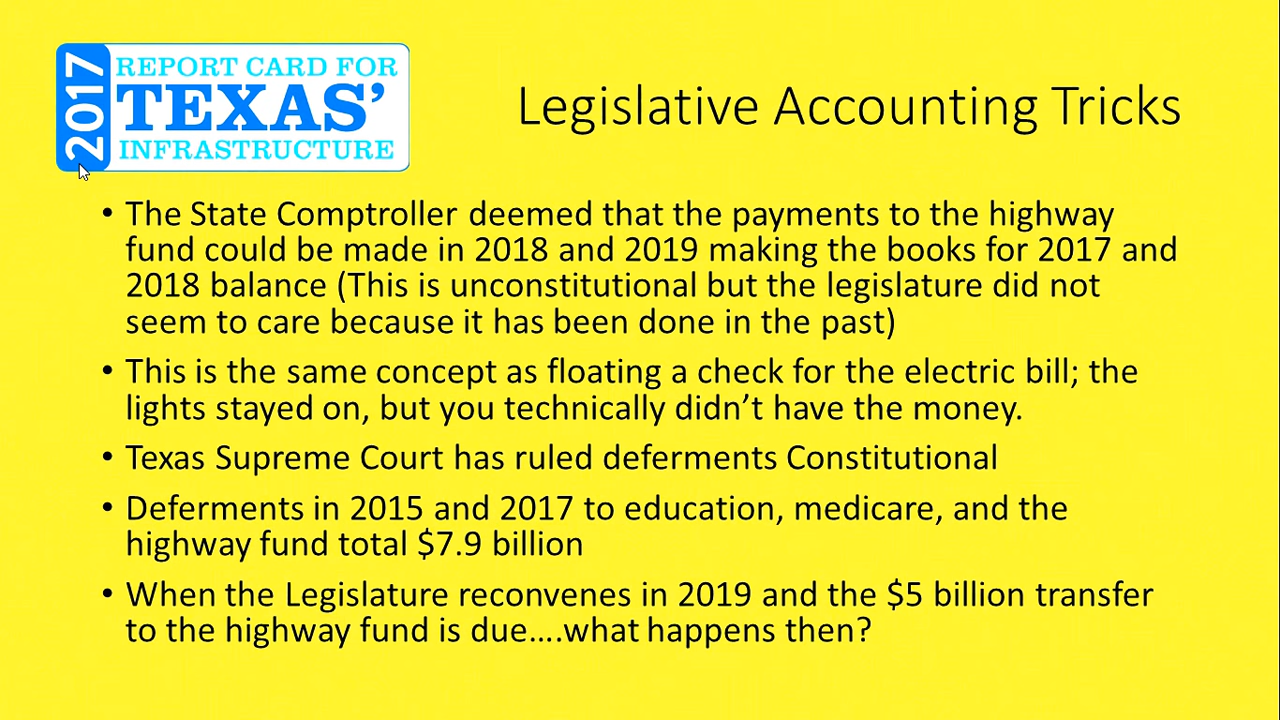 2017
REPORT CARD FOR
TEXAS’
INFRASTRUCTURE
Legislative Accounting Tricks
• The State Comptroller deemed that the payments to the highway
fund could be made in 2018 and 2019 making the books for 2017 and
2018 balance (This is unconstitutional but the legislature did not
seem to care because it has been done in the past)
• This is the same concept as floating a check for the electric bill; the
lights stayed on, but you technically didn’t have the money.
• Texas Supreme Court has ruled deferments Constitutional
• Deferments in 2015 and 2017 to education, medicare, and the
highway fund total $7.9 billion
• When the Legislature reconvenes in 2019 and the $5 billion transfer
to the highway fund is due....what happens then?